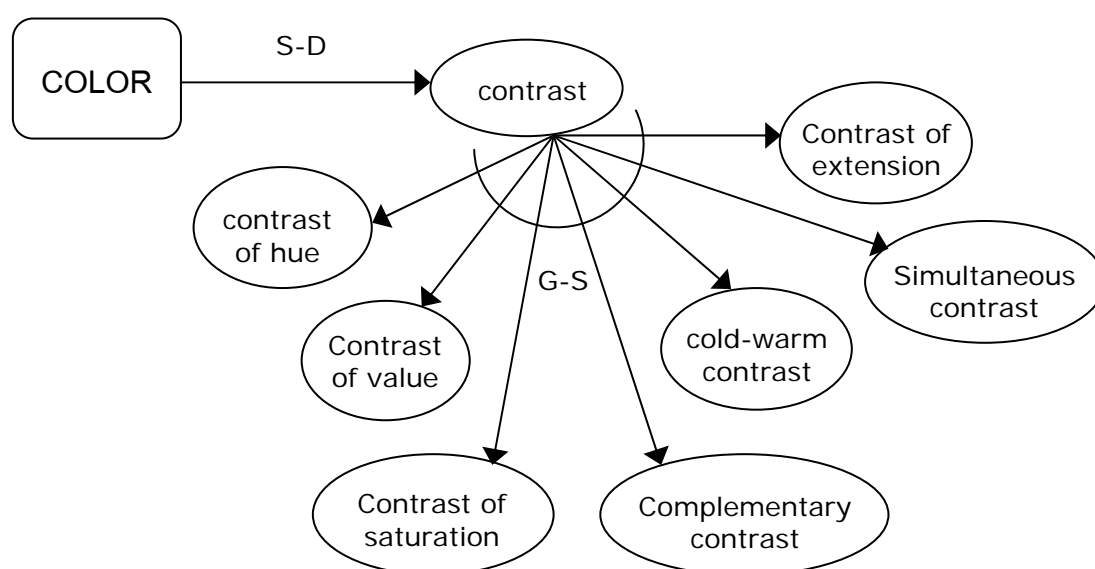 COLOR
S-D
contrast
Contrast of
extension
contrast
of hue
Simultaneous
contrast
G-S
Contrast
of value
cold-warm
contrast
Contrast of
saturation
Complementary
contrast